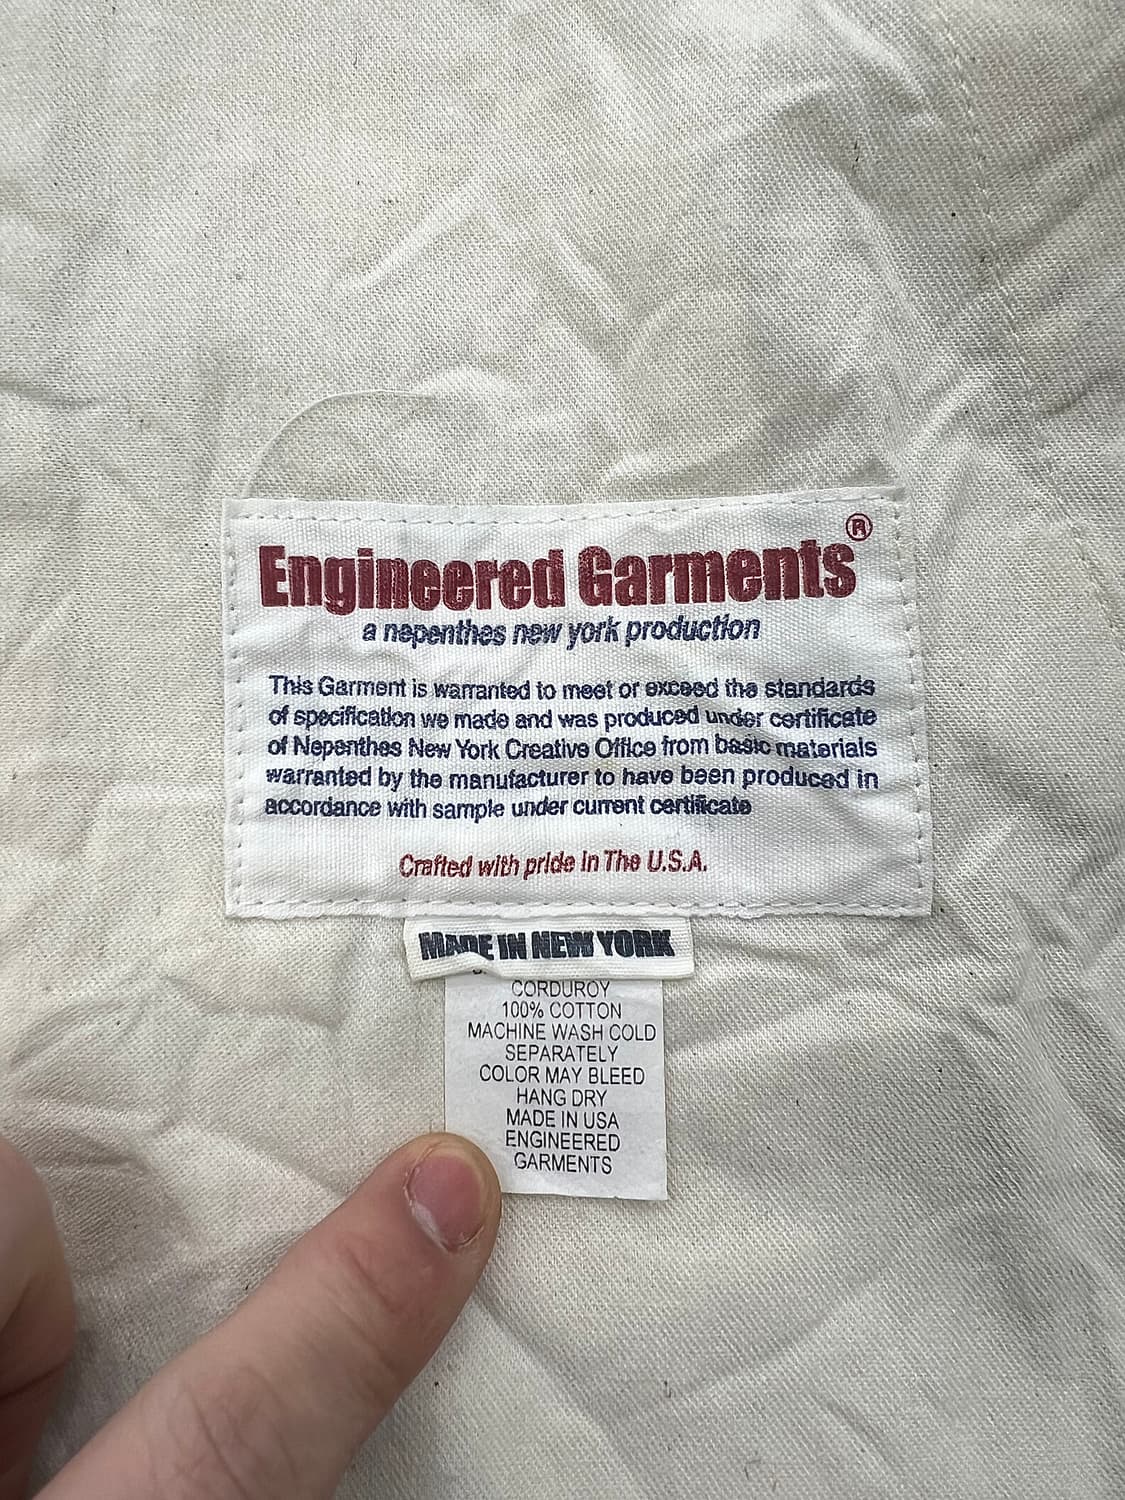 Engineered Garments®
a nepenthes new york production
This Garment is warranted to meet or exceed the standards
of specification we made and was produced under certificate
of Nepenthes New York Creative Office from basic materials
warranted by the manufacturer to have been produced in
accordance with sample under current certificate
Crafted with pride in The U.S.A.
MADE IN NEW YORK
CORDUROY
100% COTTON
MACHINE WASH COLD
SEPARATELY
COLOR MAY BLEED
HANG DRY
MADE IN USA
ENGINEERED
GARMENTS